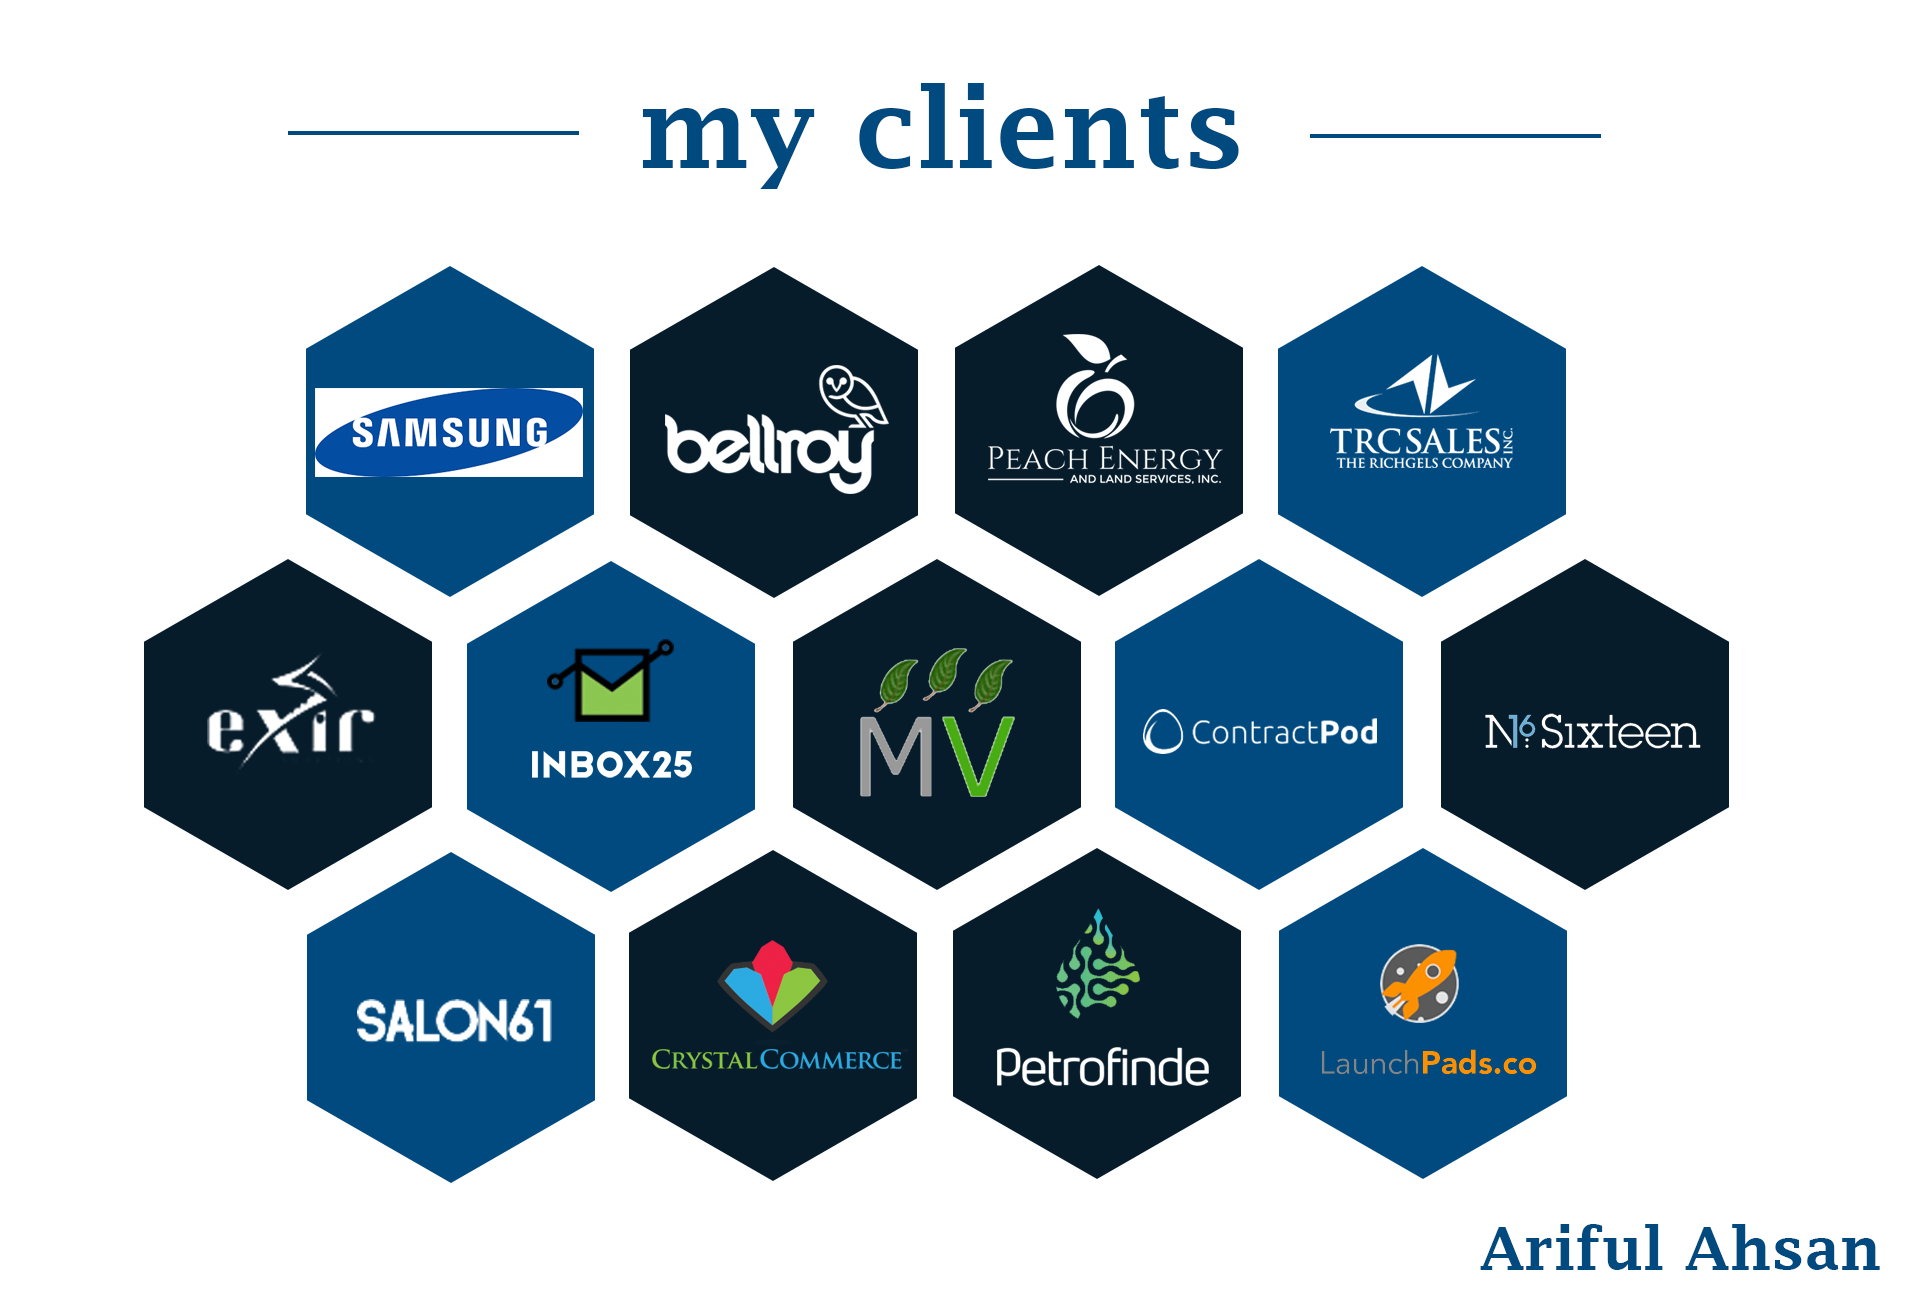 my clients
SAMSUNG
bellroy
PEACH ENERGY
AND LAND SERVICES, INC.
TRC SALES INC.
THE RICHGELS COMPANY
exir
INBOX25
MV
ContractPod
N16 Sixteen
SALON61
CRYSTAL COMMERCE
Petrofinde
LaunchPads.co
Ariful Ahsan